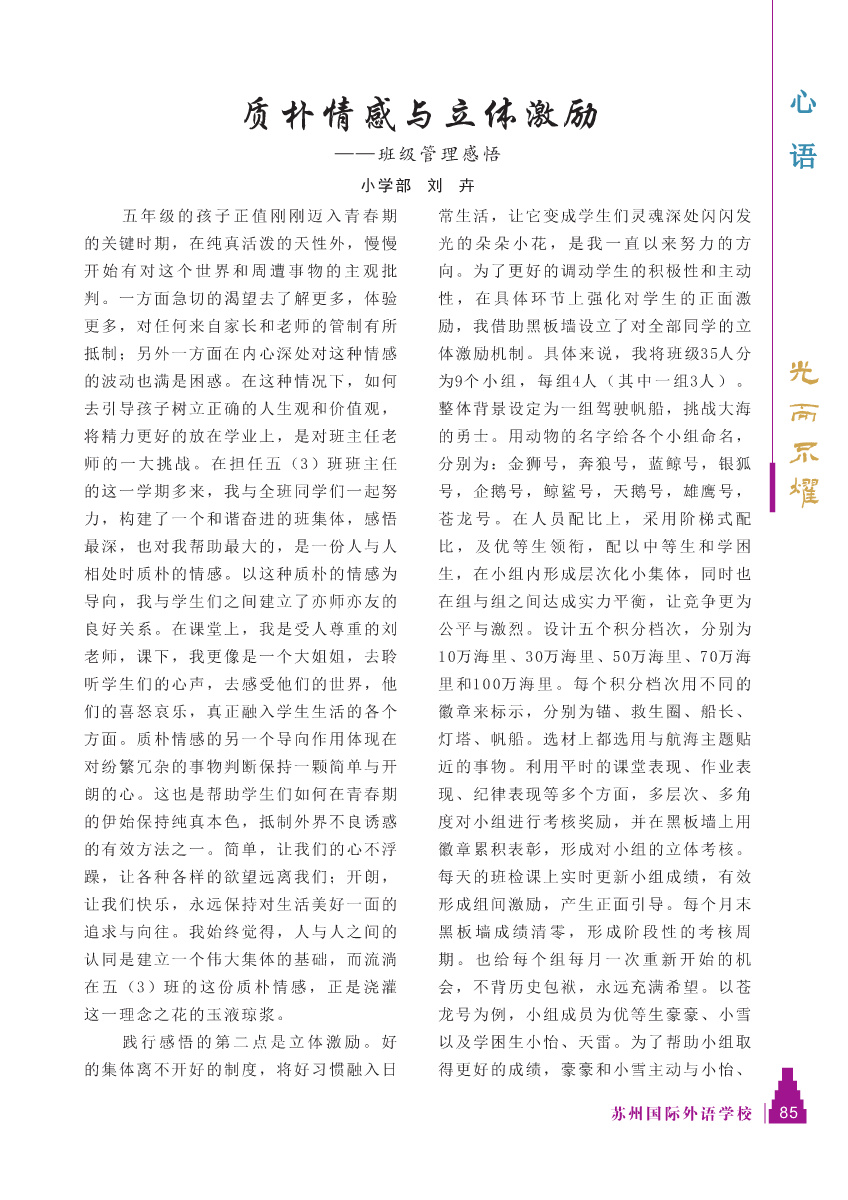 质朴情感与立体激励
——班级管理感悟
小学部 刘 卉
五年级的孩子正值刚刚迈入青春期
的关键时期，在纯真活泼的天性外，慢慢
开始有对这个世界和周遭事物的主观批
判。一方面急切的渴望去了解更多，体验
更多，对任何来自家长和老师的管制有所
抵制；另外一方面在内心深处对这种情感
的波动也满是困惑。在这种情况下，如何
去引导孩子树立正确的人生观和价值观，
将精力更好的放在学业上，是对班主任老
师的一大挑战。在担任五（3）班班主任
的这一学期多来，我与全班同学们一起努
力，构建了一个和谐奋进的班集体，感悟
最深，也对我帮助最大的，是一份人与人
相处时质朴的情感。以这种质朴的情感为
导向，我与学生们之间建立了亦师亦友的
良好关系。在课堂上，我是受人尊重的刘
老师，课下，我更像是一个大姐姐，去聆
听学生们的心声，去感受他们的世界，他
们的喜怒哀乐，真正融入学生生活的各个
方面。质朴情感的另一个导向作用体现在
对纷繁冗杂的事物判断保持一颗简单与开
朗的心。这也是帮助学生们如何在青春期
的伊始保持纯真本色，抵制外界不良诱惑
的有效方法之一。简单，让我们的心不浮
躁，让各种各样的欲望远离我们；开朗，
让我们快乐，永远保持对生活美好一面的
追求与向往。我始终觉得，人与人之间的
认同是建立一个伟大集体的基础，而流淌
在五（3）班的这份质朴情感，正是浇灌
这一理念之花的玉液琼浆。
践行感悟的第二点是立体激励。好
的集体离不开好的制度，将好习惯融入日
常生活，让它变成学生们灵魂深处闪闪发
光的朵朵小花，是我一直以来努力的方
向。为了更好的调动学生的积极性和主动
性，在具体环节上强化对学生的正面激
励，我借助黑板墙设立了对全部同学的立
体激励机制。具体来说，我将班级35人分
为9个小组，每组4人（其中一组3人）。
整体背景设定为一组驾驶帆船，挑战大海
的勇士。用动物的名字给各个小组命名，
分别为：金狮号，奔狼号，蓝鲸号，银狐
号，企鹅号，鲸鲨号，天鹅号，雄鹰号，
苍龙号。在人员配比上，采用阶梯式配
比，及优等生领衔，配以中等生和学困
生，在小组内形成层次化小集体，同时也
在组与组之间达成实力平衡，让竞争更为
公平与激烈。设计五个积分档次，分别为
10万海里、30万海里、50万海里、70万海
里和100万海里。每个积分档次用不同的
徽章来标示，分别为锚、救生圈、船长、
灯塔、帆船。选材上都选用与航海主题贴
近的事物。利用平时的课堂表现、作业表
现、纪律表现等多个方面，多层次、多角
度对小组进行考核奖励，并在黑板墙上用
徽章累积表彰，形成对小组的立体考核。
每天的班检课上实时更新小组成绩，有效
形成组间激励，产生正面引导。每个月末
黑板墙成绩清零，形成阶段性的考核周
期。也给每个组每月一次重新开始的机
会，不背历史包袱，永远充满希望。以苍
龙号为例，小组成员为优等生豪豪、小雪
以及学困生小怡、天雷。为了帮助小组取
得更好的成绩，豪豪和小雪主动与小怡、
心语
光而不耀
苏州国际外语学校 85